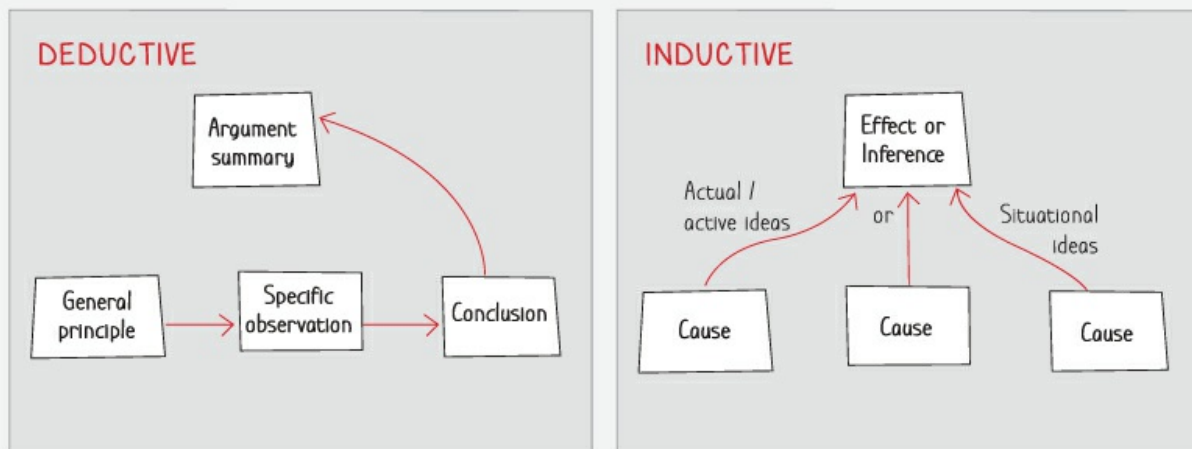 DEDUCTIVE
Argument
summary
General
principle
Specific
observation
Conclusion
INDUCTIVE
Effect or
Inference
Actual /
active ideas
or
Situational
ideas
Cause
Cause
Cause